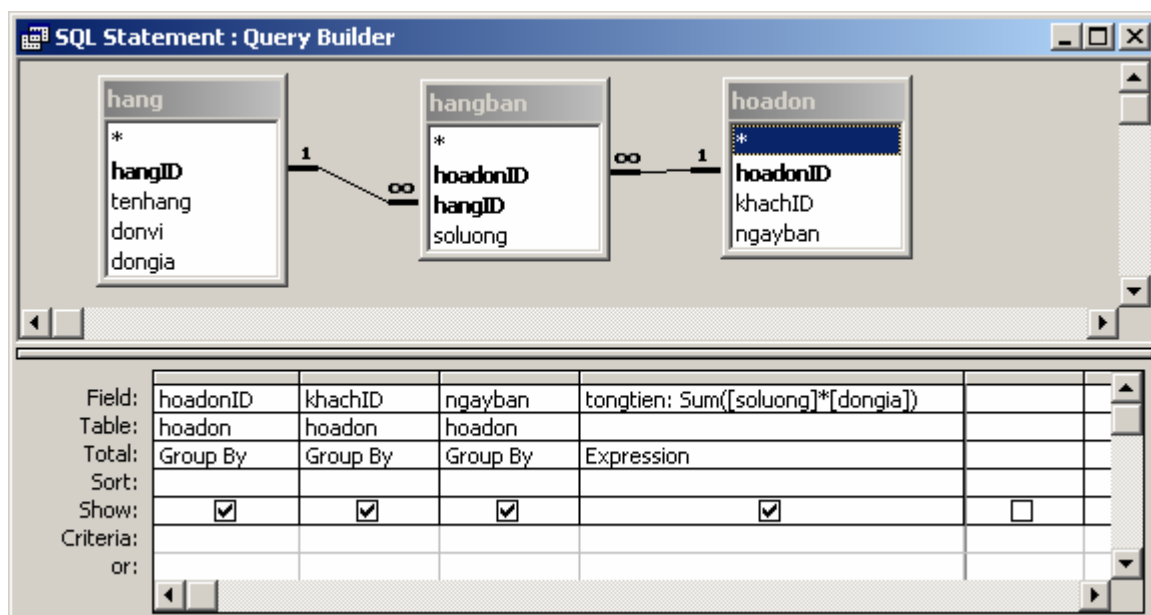 SQL Statement : Query Builder
hang
*
hangID
tenhang
donvi
dongia
1
∞
hangban
*
hoadonID
hangID
soluong
∞
1
hoadon
*
hoadonID
khachID
ngayban
Field: hoadonID khachID ngayban tongtien: Sum([soluong]*[dongia])
Table: hoadon hoadon hoadon
Total: Group By Group By Group By Expression
Sort:
Show:
Criteria:
or: